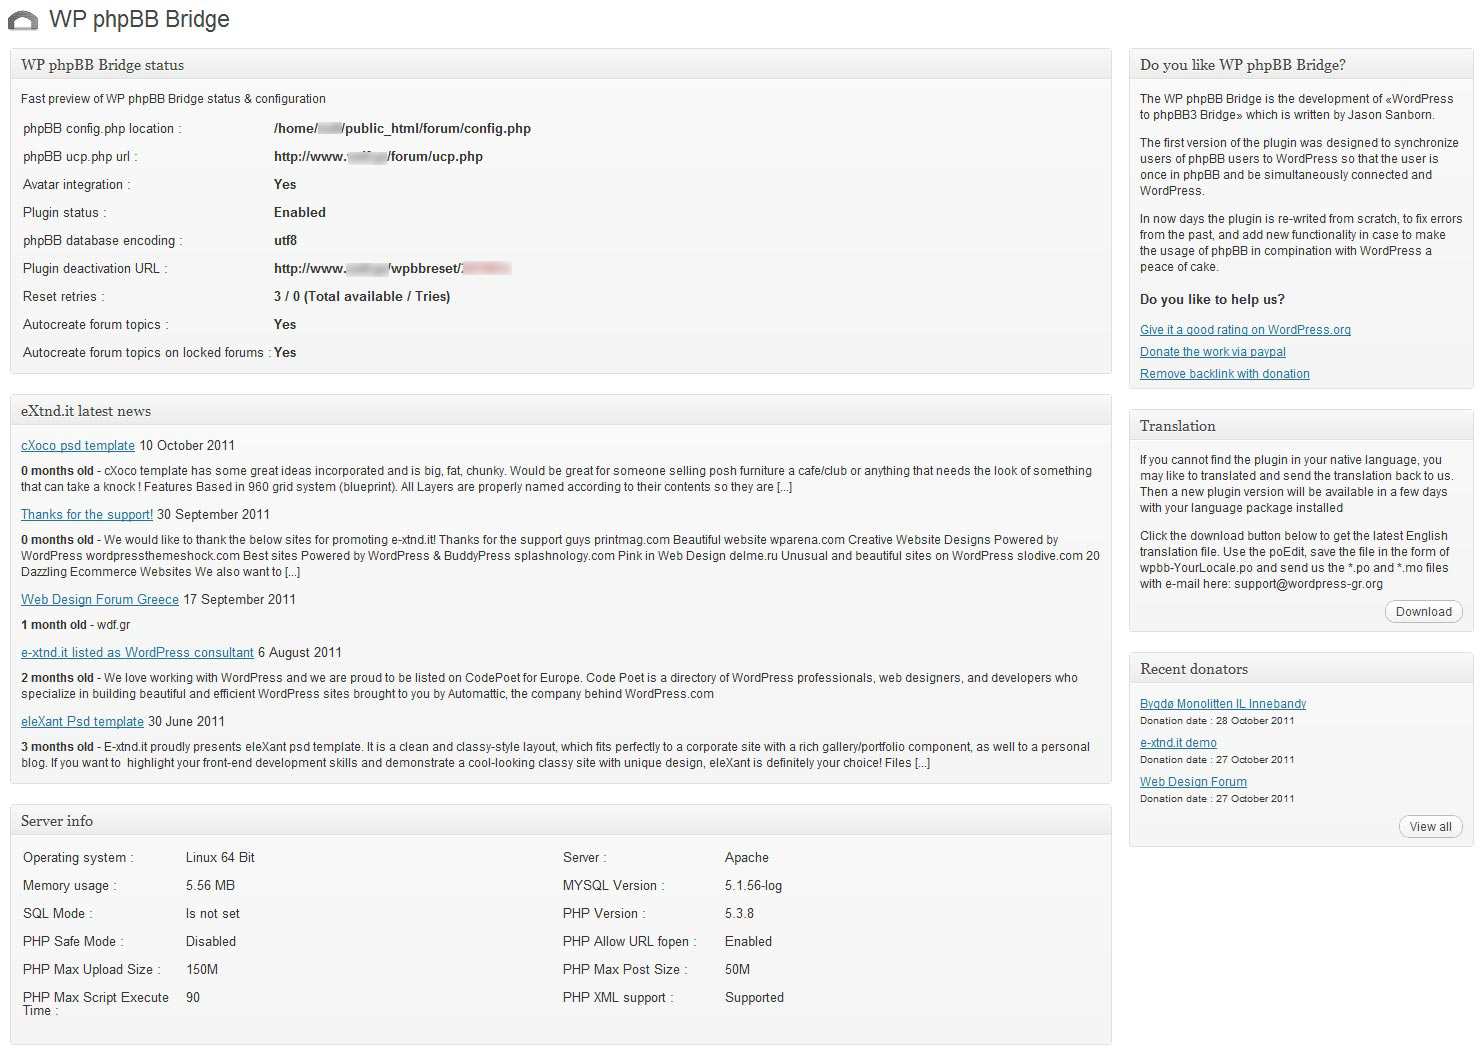 WP phpBB Bridge
WP phpBB Bridge status
Fast preview of WP phpBB Bridge status & configuration
phpBB config.php location : /home/ /public_html/forum/config.php
phpBB ucp.php url : http://www. /forum/ucp.php
Avatar integration : Yes
Plugin status : Enabled
phpBB database encoding : utf8
Plugin deactivation URL : http://www. /wpbbreset/
Reset retries : 3 / 0 (Total available / Tries)
Autocreate forum topics : Yes
Autocreate forum topics on locked forums : Yes
eXtnd.it latest news
cXoco psd template 10 October 2011
0 months old - cXoco template has some great ideas incorporated and is big, fat, chunky. Would be great for someone selling posh furniture a cafe/club or anything that needs the look of something
that can take a knock ! Features Based in 960 grid system (blueprint). All Layers are properly named according to their contents so they are [...]
Thanks for the support! 30 September 2011
0 months old - We would like to thank the below sites for promoting e-xtnd.it! Thanks for the support guys printmag.com Beautiful website wparena.com Creative Website Designs Powered by
WordPress wordpressthemeshock.com Best sites Powered by WordPress & BuddyPress splashnology.com Pink in Web Design delme.ru Unusual and beautiful sites on WordPress slodive.com 20
Dazzling Ecommerce Websites We also want to [...]
Web Design Forum Greece 17 September 2011
1 month old - wdf.gr
e-xtnd.it listed as WordPress consultant 6 August 2011
2 months old - We love working with WordPress and we are proud to be listed on CodePoet for Europe. Code Poet is a directory of WordPress professionals, web designers, and developers who
specialize in building beautiful and efficient WordPress sites brought to you by Automattic, the company behind WordPress.com
eleXant Psd template 30 June 2011
3 months old - E-xtnd.it proudly presents eleXant psd template. It is a clean and classy-style layout, which fits perfectly to a corporate site with a rich gallery/portfolio component, as well to a personal
blog. If you want to  highlight your front-end development skills and demonstrate a cool-looking classy site with unique design, eleXant is definitely your choice! Files [...]
Server info
Operating system : Linux 64 Bit Server : Apache
Memory usage : 5.56 MB MYSQL Version : 5.1.56-log
SQL Mode : Is not set PHP Version : 5.3.8
PHP Safe Mode : Disabled PHP Allow URL fopen : Enabled
PHP Max Upload Size : 150M PHP Max Post Size : 50M
PHP Max Script Execute 90 PHP XML support : Supported
Time :
Do you like WP phpBB Bridge?
The WP phpBB Bridge is the development of «WordPress
to phpBB3 Bridge» which is written by Jason Sanborn.
The first version of the plugin was designed to synchronize
users of phpBB users to WordPress so that the user is
once in phpBB and be simultaneously connected and
WordPress.
In now days the plugin is re-writed from scratch, to fix errors
from the past, and add new functionality in case to make
the usage of phpBB in compination with WordPress a
peace of cake.
Do you like to help us?
Give it a good rating on WordPress.org
Donate the work via paypal
Remove backlink with donation
Translation
If you cannot find the plugin in your native language, you
may like to translated and send the translation back to us.
Then a new plugin version will be available in a few days
with your language package installed
Click the download button below to get the latest English
translation file. Use the poEdit, save the file in the form of
wpbb-YourLocale.po and send us the *.po and *.mo files
with e-mail here: support@wordpress-gr.org
Download
Recent donators
Bygdø Monolitten IL Innebandy
Donation date : 28 October 2011
e-xtnd.it demo
Donation date : 27 October 2011
Web Design Forum
Donation date : 27 October 2011
View all